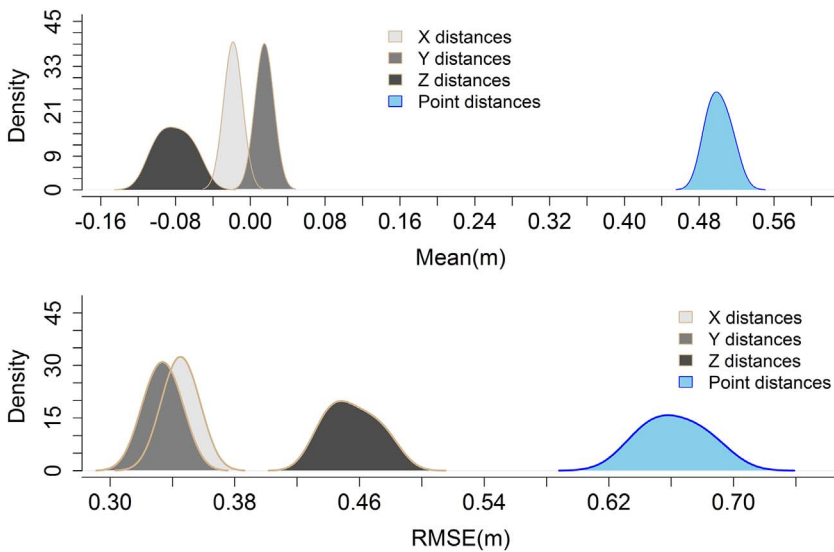 45
33
21
9
0
Density
X distances
Y distances
Z distances
Point distances
-0.16 -0.08 0.00 0.08 0.16 0.24 0.32 0.40 0.48 0.56
Mean(m)
45
30
15
0
Density
X distances
Y distances
Z distances
Point distances
0.30 0.38 0.46 0.54 0.62 0.70
RMSE(m)